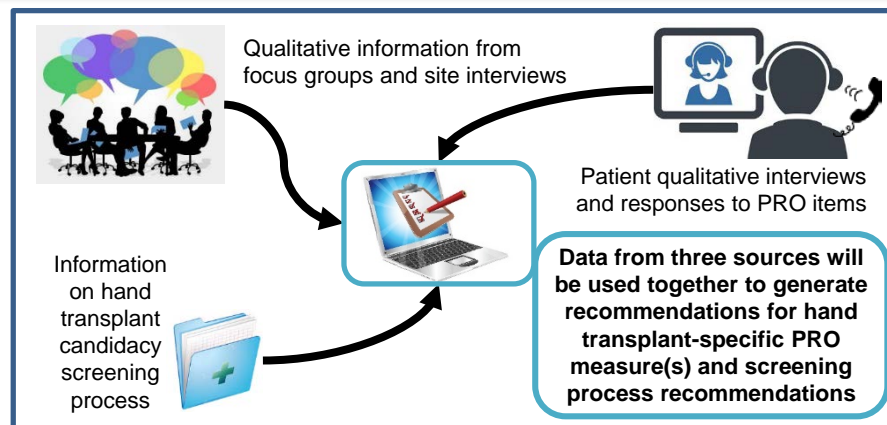 Qualitative information from
focus groups and site interviews
Patient qualitative interviews
and responses to PRO items
Information
on hand
transplant
candidacy
screening
process
Data from three sources will
be used together to generate
recommendations for hand
transplant-specific PRO
measure(s) and screening
process recommendations